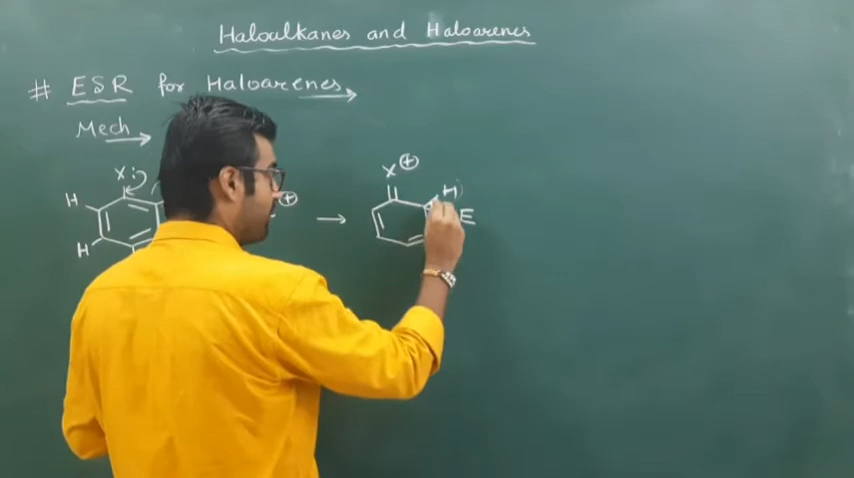 Haloalkanes and Haloarenes
# ESR for Haloarenes →
Mech →
X: X ⊕
H ⊕ → H
E
H